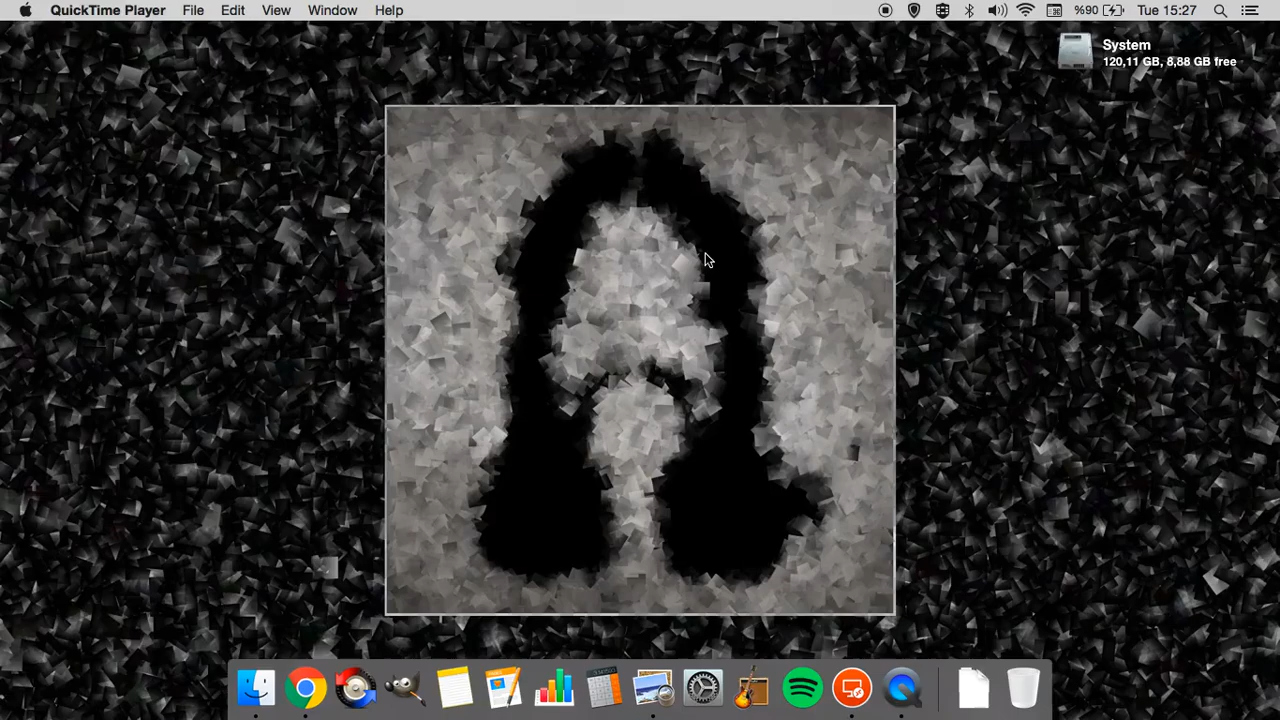 QuickTime Player File Edit View Window Help %90 Tue 15:27
System
120,11 GB, 8,88 GB free